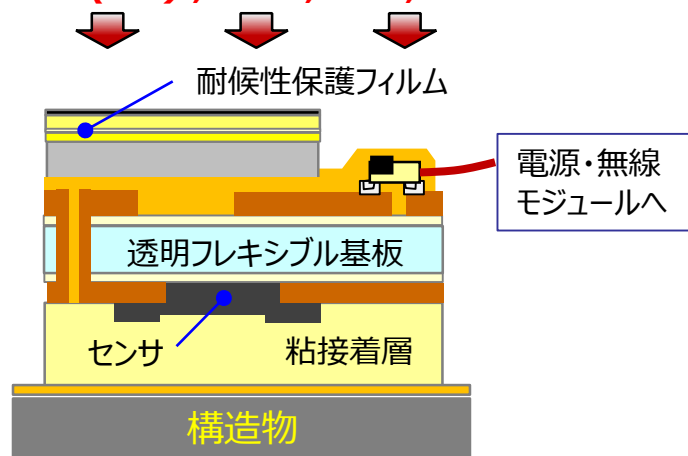 耐候性保護フィルム
電源・無線
モジュールへ
透明フレキシブル基板
センサ
粘接着層
構造物